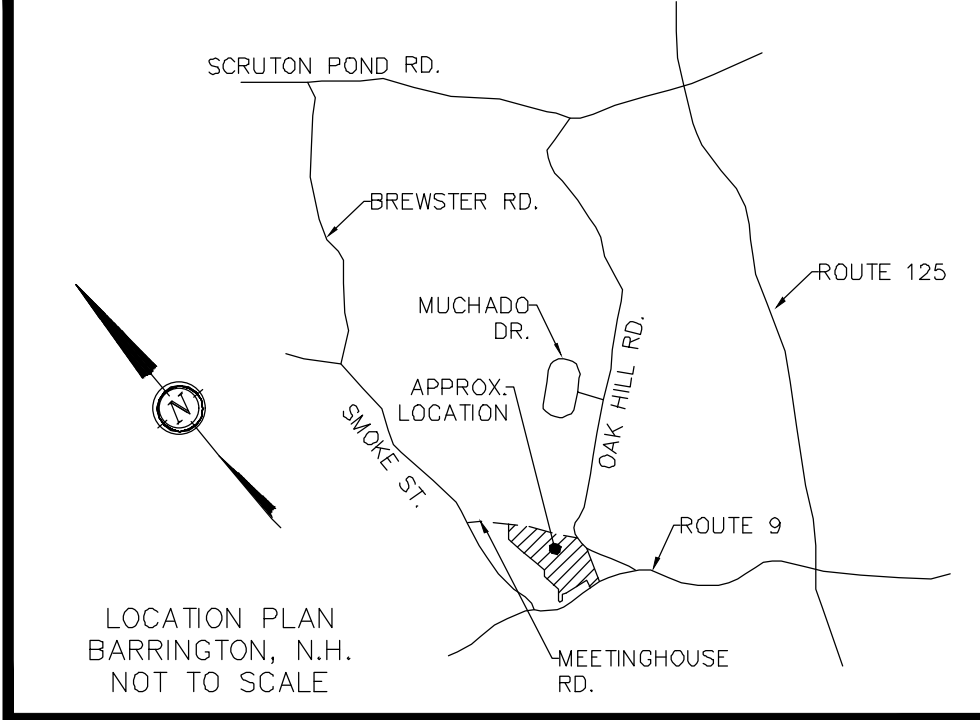 SCRUTON POND RD.
BREWSTER RD.
ROUTE 125
MUCHADO
DR.
OAK HILL RD.
APPROX.
LOCATION
N
SMOKE ST.
ROUTE 9
LOCATION PLAN
BARRINGTON, N.H.
NOT TO SCALE
MEETINGHOUSE
RD.